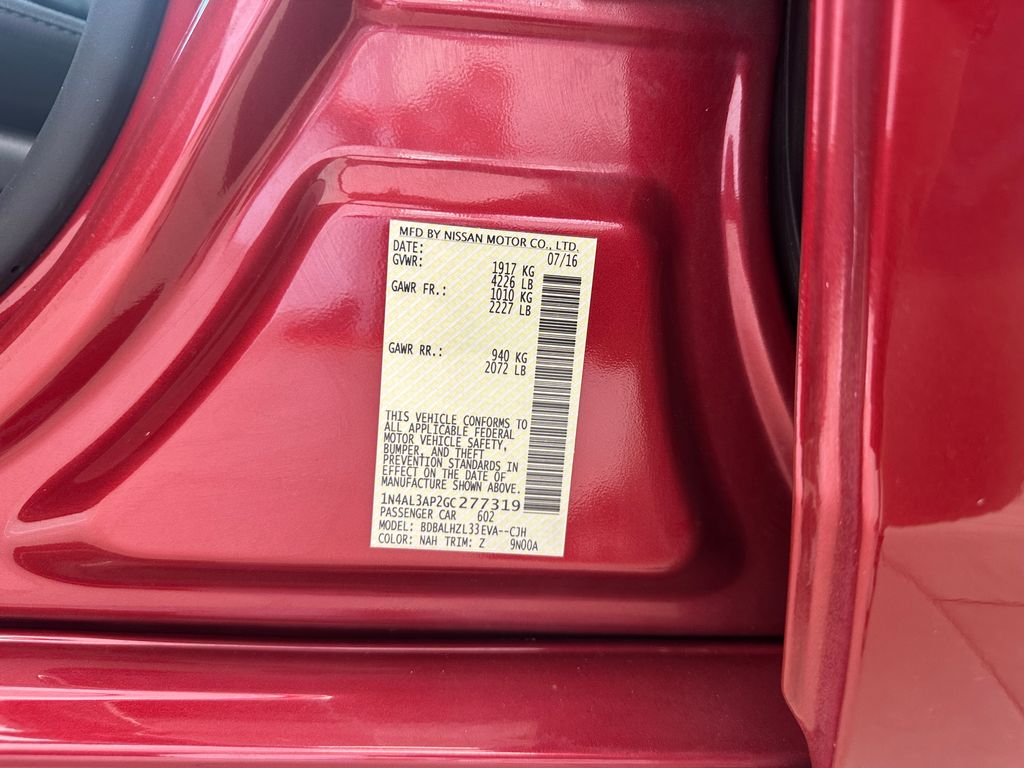 MFD BY NISSAN MOTOR CO., LTD.
DATE: 07/16
GVWR: 1917 KG
4226 LB
GAWR FR.: 1010 KG
2227 LB
GAWR RR.: 940 KG
2072 LB
THIS VEHICLE CONFORMS TO
ALL APPLICABLE FEDERAL
MOTOR VEHICLE SAFETY,
BUMPER, AND THEFT
PREVENTION STANDARDS IN
EFFECT ON THE DATE OF
MANUFACTURE SHOWN ABOVE.
1N4AL3AP2GC277319
PASSENGER CAR 602
MODEL: BDBALHZL33EVA--CJH
COLOR: NAH TRIM: Z 9N00A